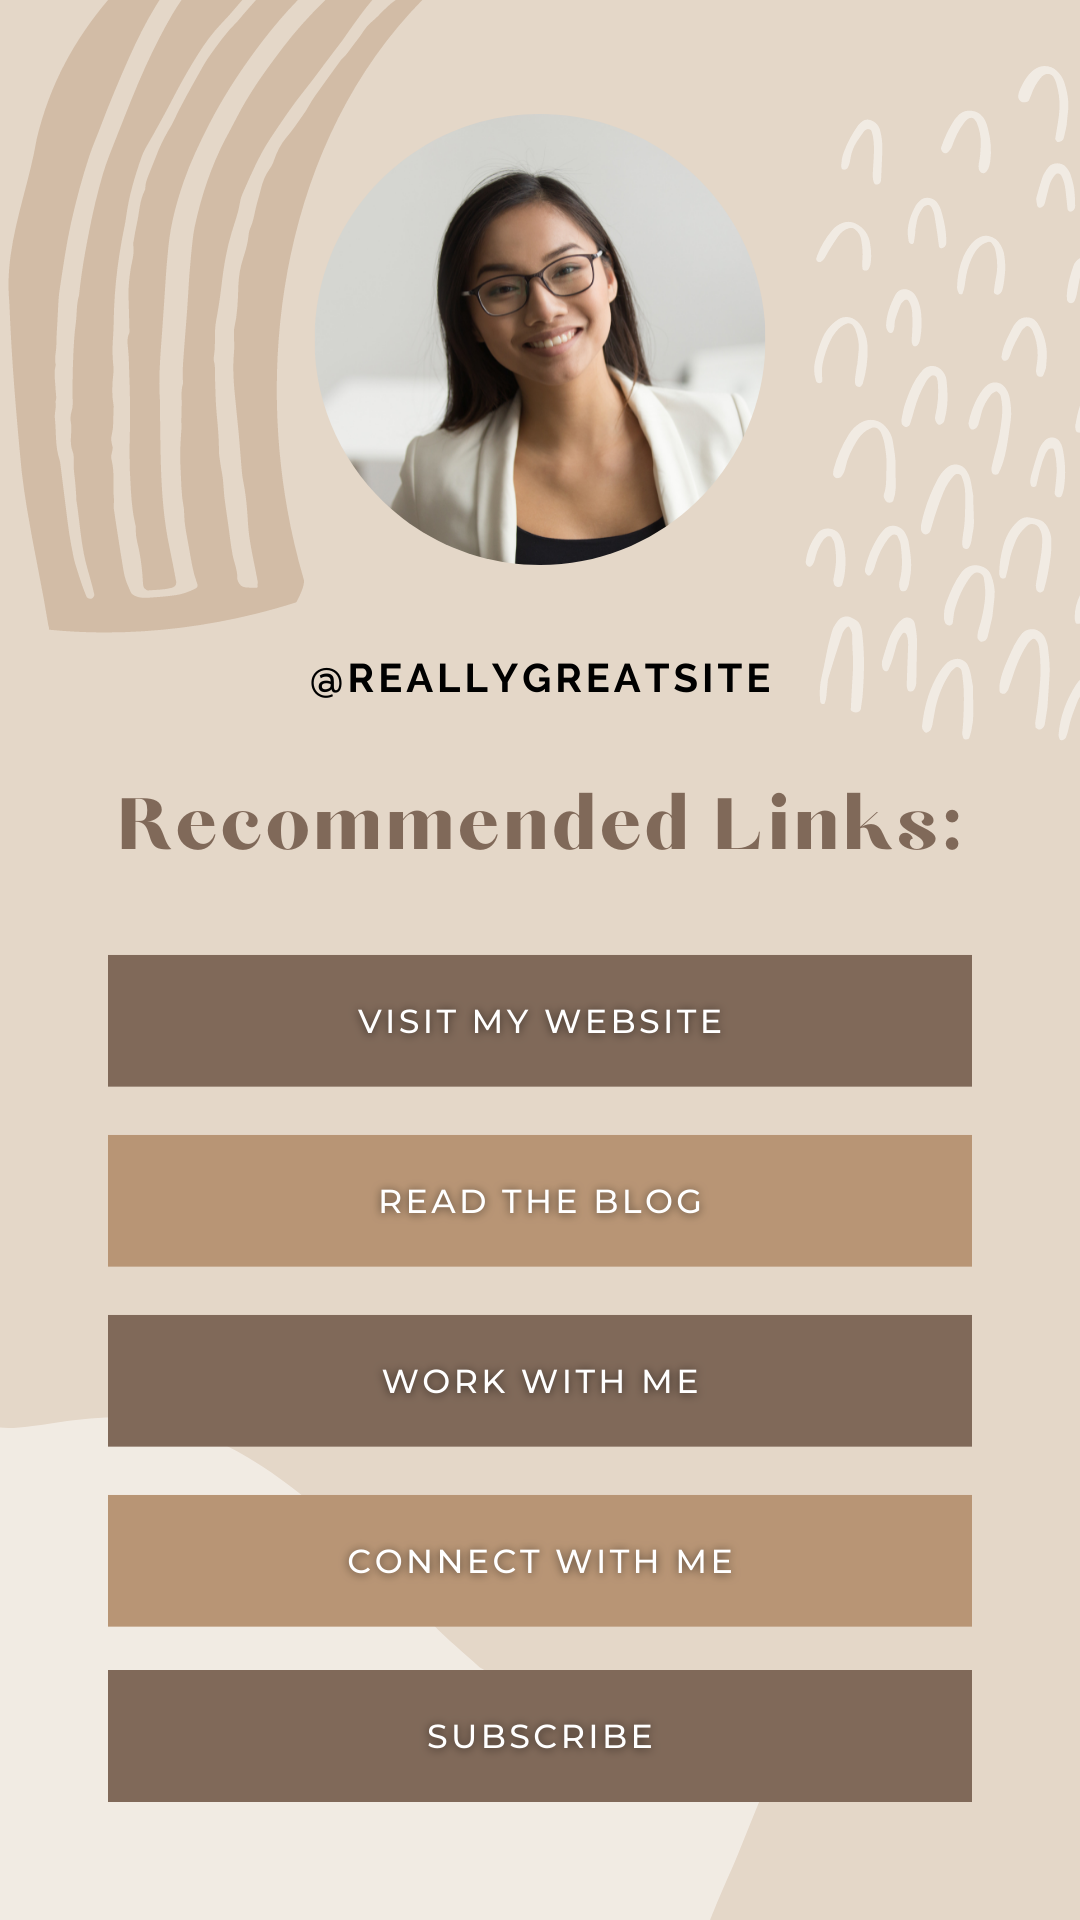 @REALLYGREATSITE
Recommended Links:
VISIT MY WEBSITE
READ THE BLOG
WORK WITH ME
CONNECT WITH ME
SUBSCRIBE